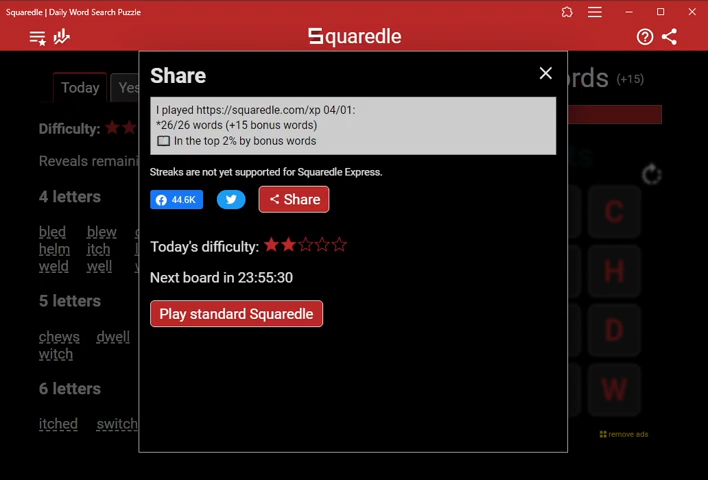 Squaredle | Daily Word Search Puzzle
Squaredle
Today
ords (+15)
Difficulty:
Reveals remaini
4 letters
bled blew
helm itch
weld well
5 letters
chews dwell
witch
6 letters
itched switch
Share
I played https://squaredle.com/xp 04/01:
*26/26 words (+15 bonus words)
In the top 2% by bonus words
Streaks are not yet supported for Squaredle Express.
44.6K
Share
Today's difficulty:
Next board in 23:55:30
Play standard Squaredle
C
H
D
W
remove ads